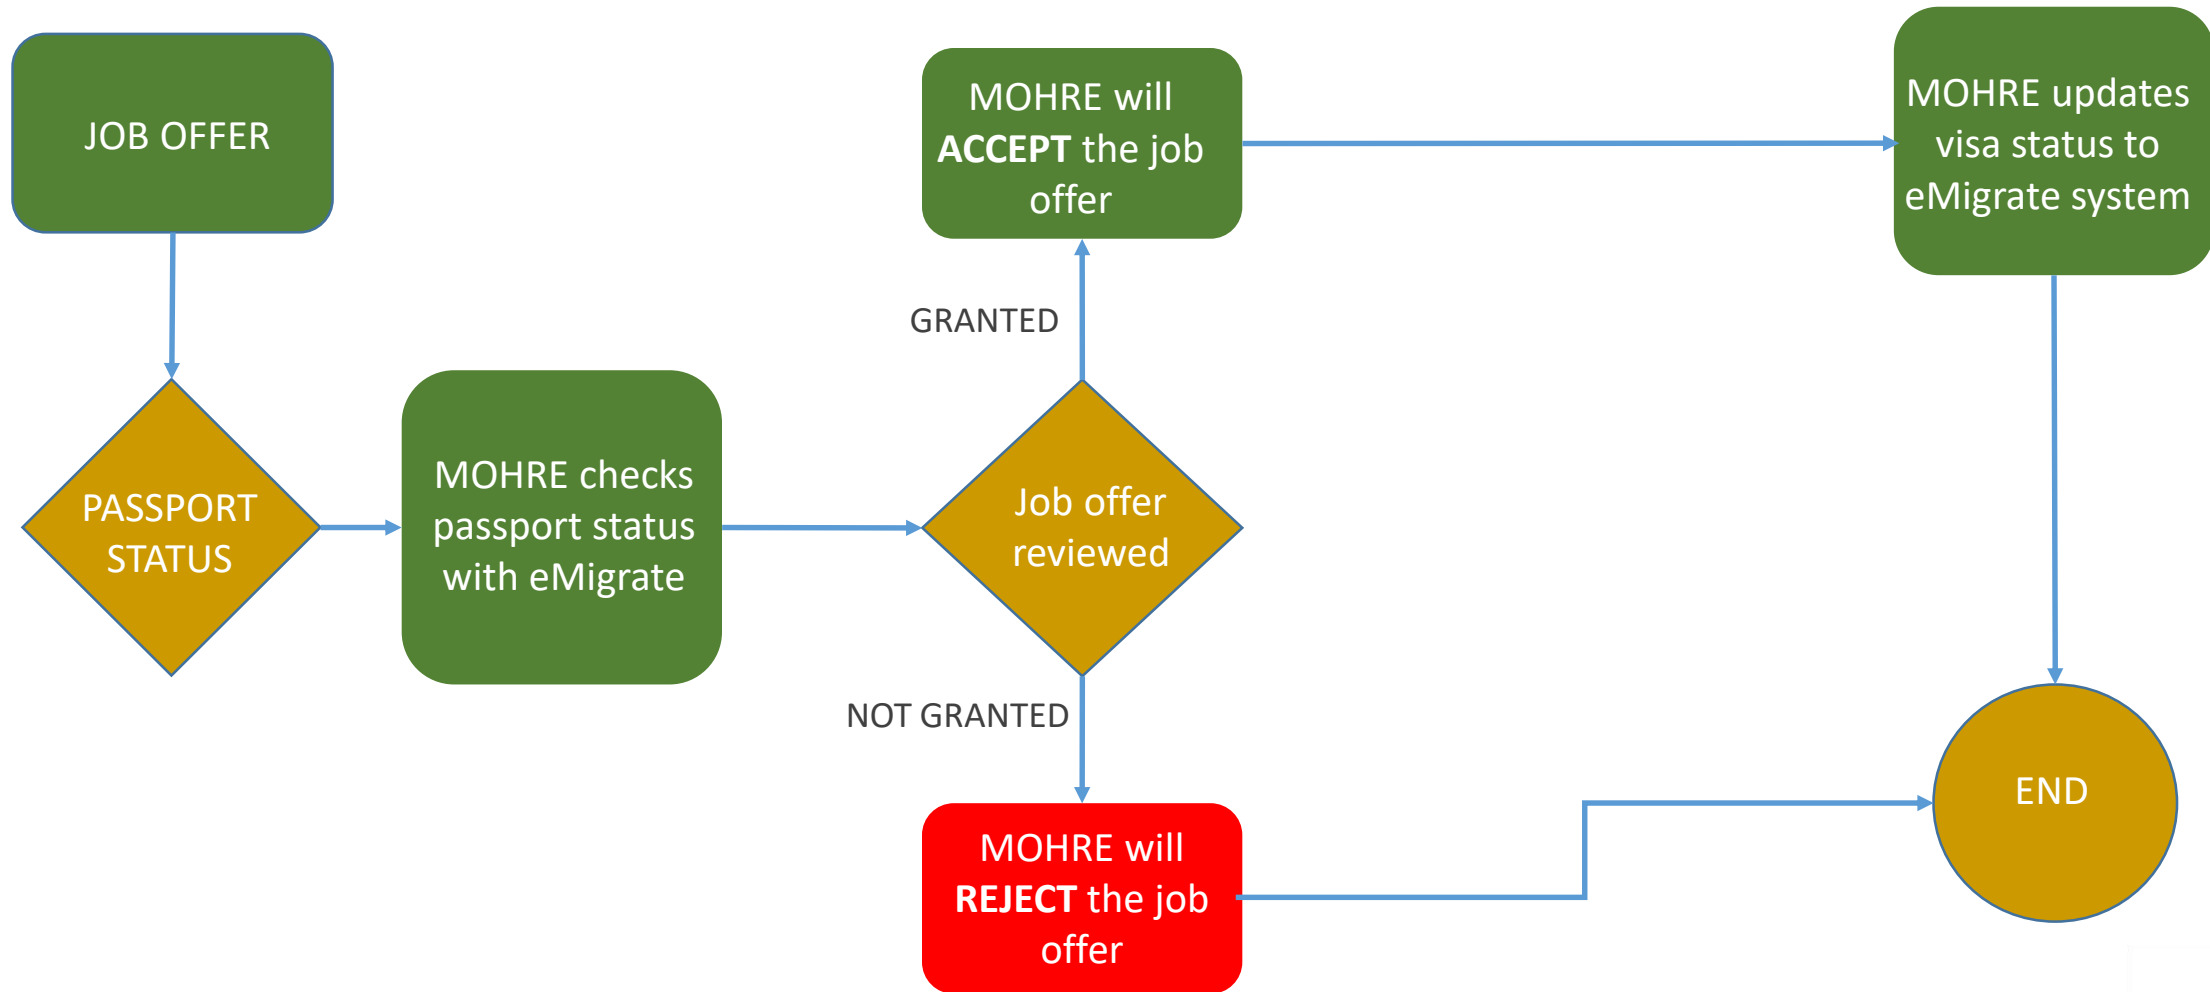 JOB OFFER
PASSPORT
STATUS
MOHRE checks
passport status
with eMigrate
Job offer
reviewed
GRANTED
MOHRE will
ACCEPT the job
offer
MOHRE updates
visa status to
eMigrate system
NOT GRANTED
MOHRE will
REJECT the job
offer
END